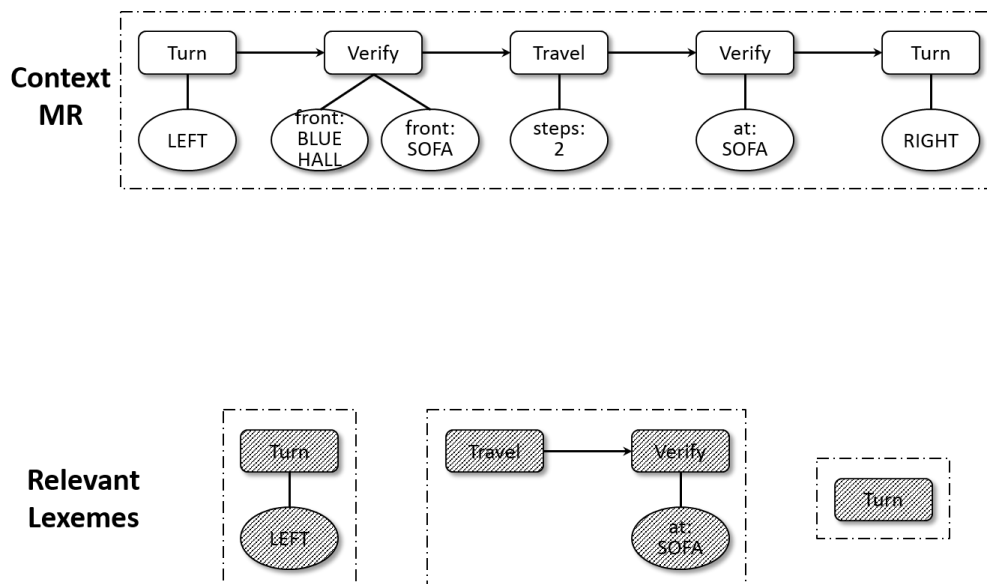 Context
MR
Turn
Verify
Travel
Verify
Turn
LEFT
front:
BLUE
HALL
front:
SOFA
steps:
2
at:
SOFA
RIGHT
Relevant
Lexemes
Turn
LEFT
Travel
Verify
at:
SOFA
Turn